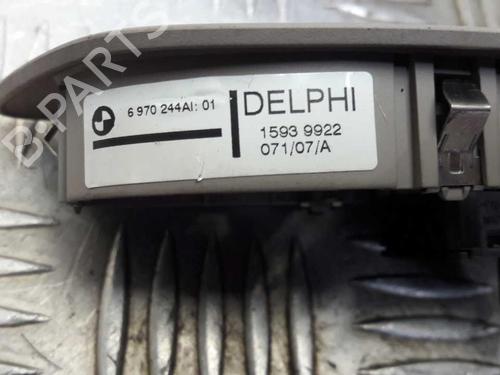 B-PARTS
6 970 244AI: 01
DELPHI
1593 9922
071/07/A